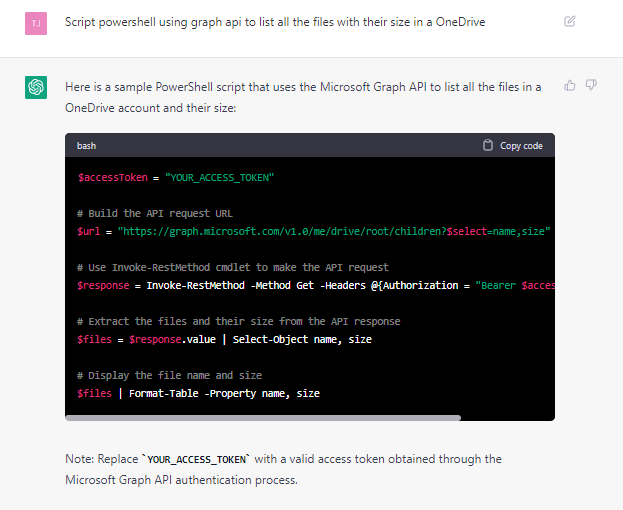 TJ
Script powershell using graph api to list all the files with their size in a OneDrive
Here is a sample PowerShell script that uses the Microsoft Graph API to list all the files in a
OneDrive account and their size:
bash
Copy code
$accessToken = "YOUR_ACCESS_TOKEN"
# Build the API request URL
$url = "https://graph.microsoft.com/v1.0/me/drive/root/children?$select=name,size"
# Use Invoke-RestMethod cmdlet to make the API request
$response = Invoke-RestMethod -Method Get -Headers @{Authorization = "Bearer $acces
# Extract the files and their size from the API response
$files = $response.value | Select-Object name, size
# Display the file name and size
$files | Format-Table -Property name, size
Note: Replace `YOUR_ACCESS_TOKEN` with a valid access token obtained through the
Microsoft Graph API authentication process.